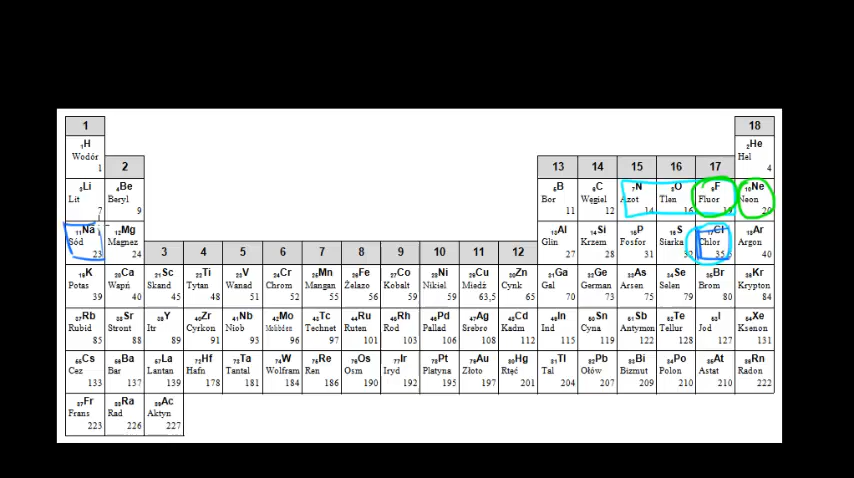 1 18
1H 2He
Wodór Hel
1 2 13 14 15 16 17 4
3Li 4Be 5B 6C 7N 8O 9F 10Ne
Lit Beryl Bor Węgiel Azot Tlen Fluor Neon
7 9 11 12 14 16 19 20
11Na 12Mg 13Al 14Si 15P 16S 17Cl 18Ar
Sód Magnez Glin Krzem Fosfor Siarka Chlor Argon
23 24 3 4 5 6 7 8 9 10 11 12 27 28 31 32 35,5 40
19K 20Ca 21Sc 22Ti 23V 24Cr 25Mn 26Fe 27Co 28Ni 29Cu 30Zn 31Ga 32Ge 33As 34Se 35Br 36Kr
Potas Wapń Skand Tytan Wanad Chrom Mangan Żelazo Kobalt Nikiel Miedź Cynk Gal German Arsen Selen Brom Krypton
39 40 45 48 51 52 55 56 59 59 63,5 65 70 73 75 79 80 84
37Rb 38Sr 39Y 40Zr 41Nb 42Mo 43Tc 44Ru 45Rh 46Pd 47Ag 48Cd 49In 50Sn 51Sb 52Te 53I 54Xe
Rubid Stront Itr Cyrkon Niob Molibden Technet Ruten Rod Pallad Srebro Kadm Ind Cyna Antymon Tellur Jod Ksenon
85 88 89 91 93 96 97 101 103 106 108 112 115 119 122 128 127 131
55Cs 56Ba 57La 72Hf 73Ta 74W 75Re 76Os 77Ir 78Pt 79Au 80Hg 81Tl 82Pb 83Bi 84Po 85At 86Rn
Cez Bar Lantan Hafn Tantal Wolfram Ren Osm Iryd Platyna Złoto Rtęć Tal Ołów Bizmut Polon Astat Radon
133 137 139 178 181 184 186 190 192 195 197 201 204 207 209 210 210 222
87Fr 88Ra 89Ac
Frans Rad Aktyn
223 226 227